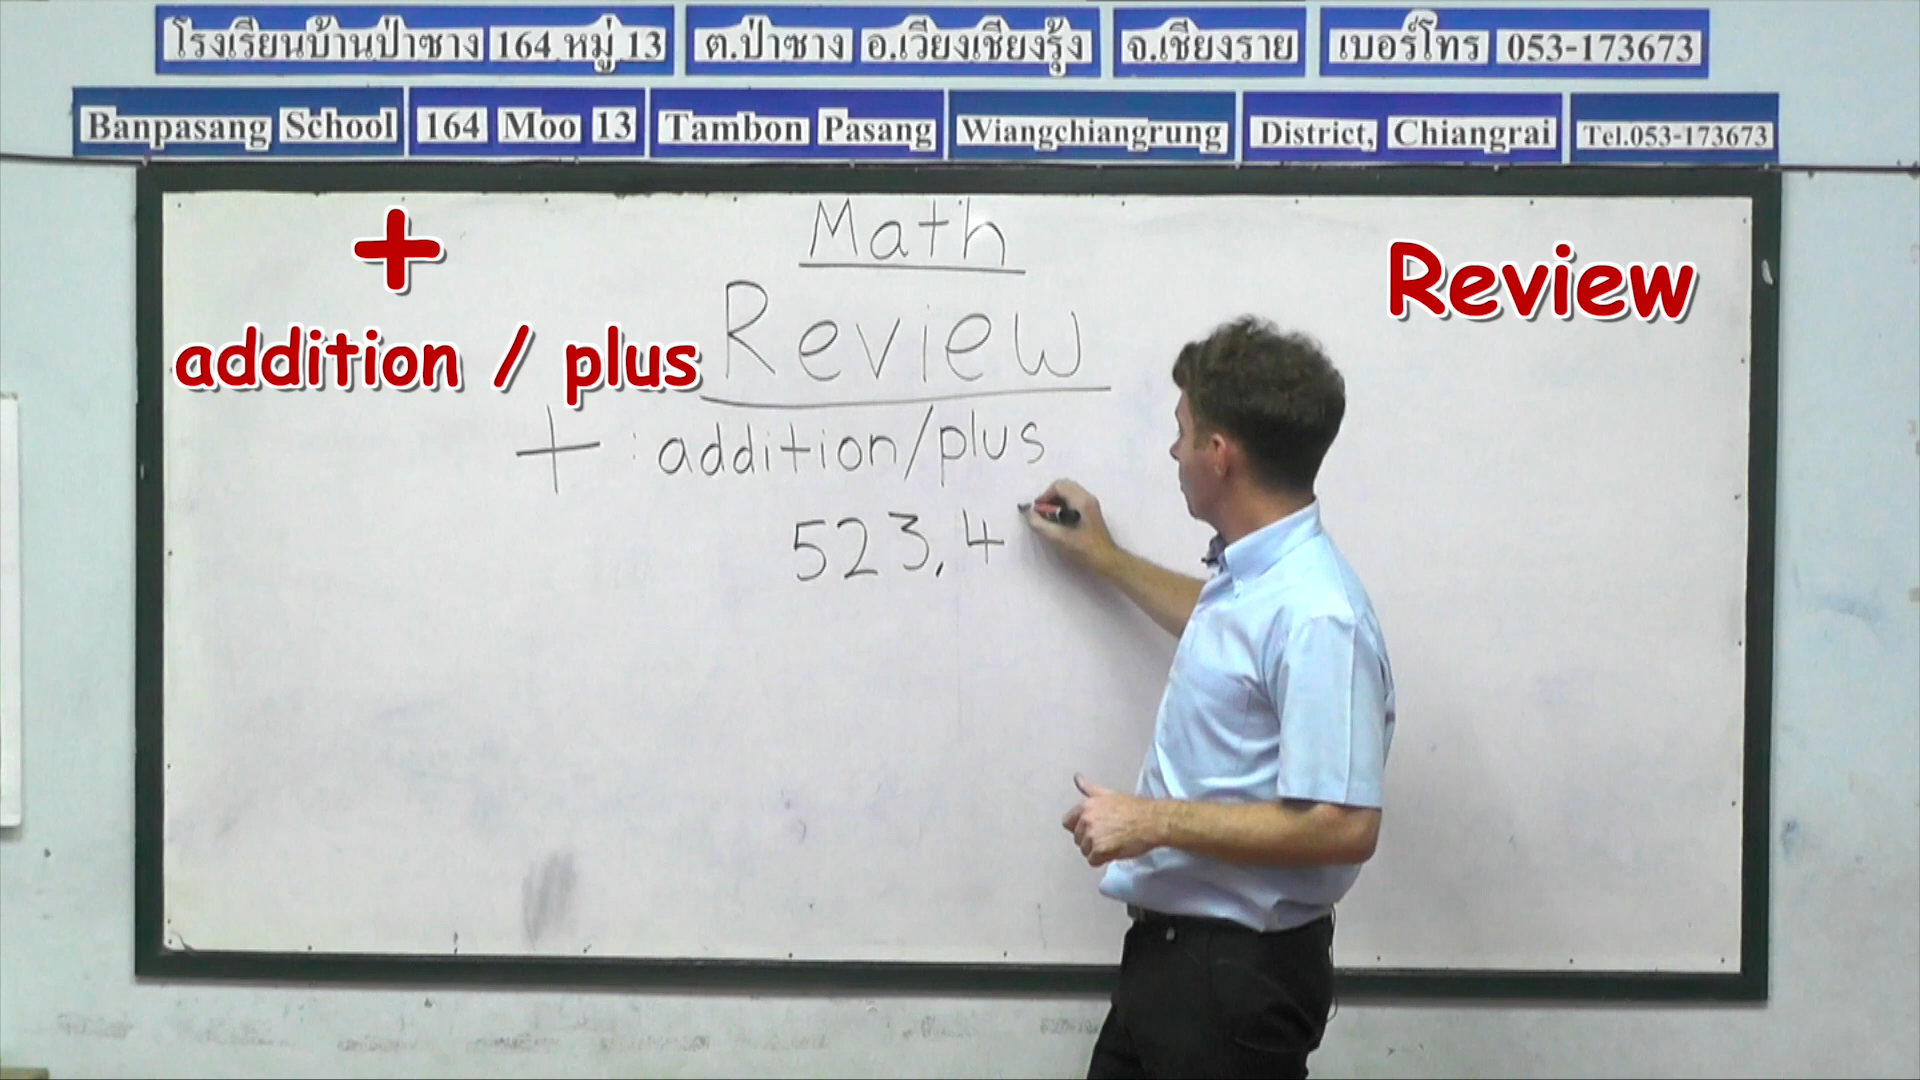 โรงเรียนบ้านป่าซาง 164 หมู่ 13 ต.ป่าซาง อ.เวียงเชียงรุ้ง จ.เชียงราย เบอร์โทร 053-173673
Banpasang School 164 Moo 13 Tambon Pasang Wiangchiangrung District, Chiangrai Tel.053-173673
+
addition / plus
Review
Math
Review
+ : addition/plus
523,4